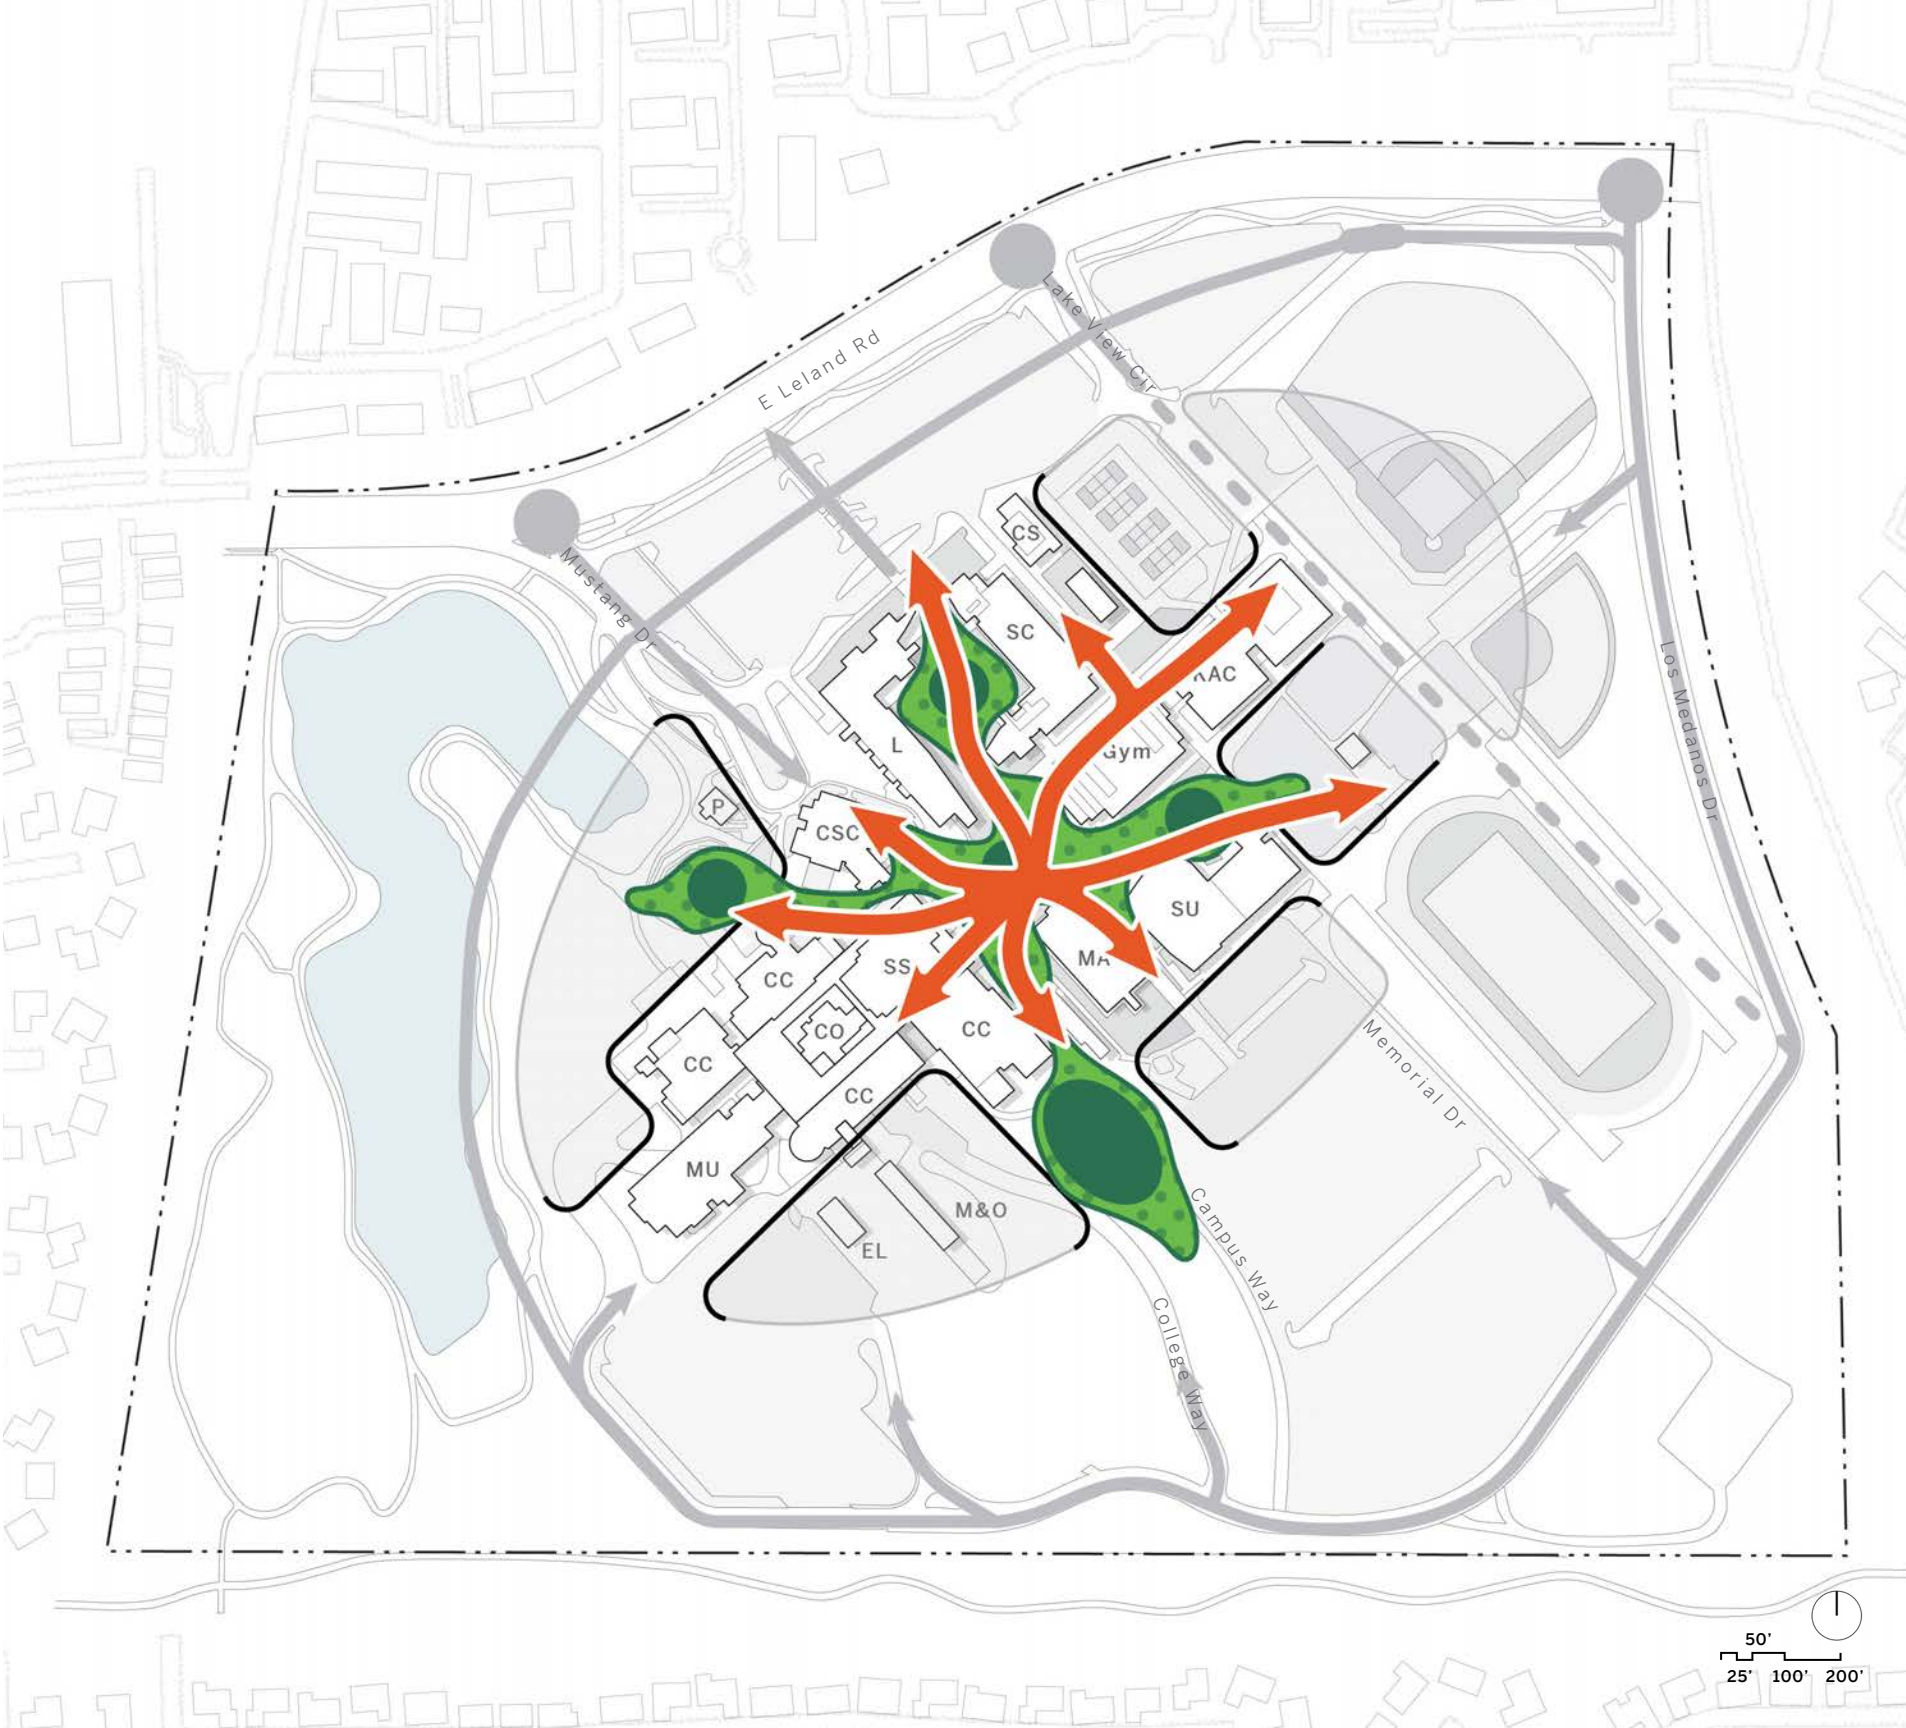 E Leland Rd
Lake View Cir
Mustang Dr
Los Medanos Dr
CS
SC
KAC
L
Gym
P
CSC
SU
SS
MA
CC
CO
CC
CC
CC
MU
M&O
EL
Memorial Dr
Campus Way
College Way
50'
25' 100' 200'